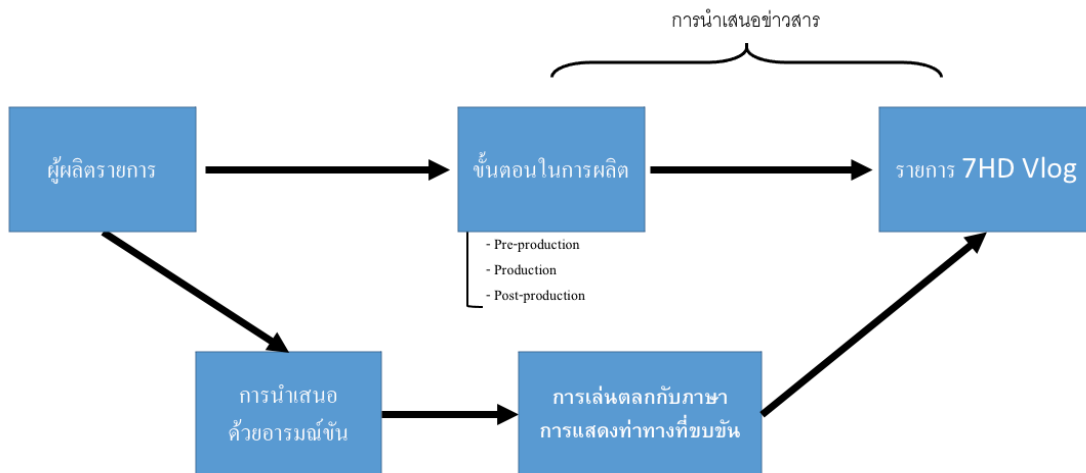 การนำเสนอข่าวสาร
ผู้ผลิตรายการ
ขั้นตอนในการผลิต
รายการ 7HD Vlog
- Pre-production
- Production
- Post-production
การนำเสนอ
ด้วยอารมณ์ขัน
การเล่นตลกกับภาษา
การแสดงท่าทางที่ขบขัน